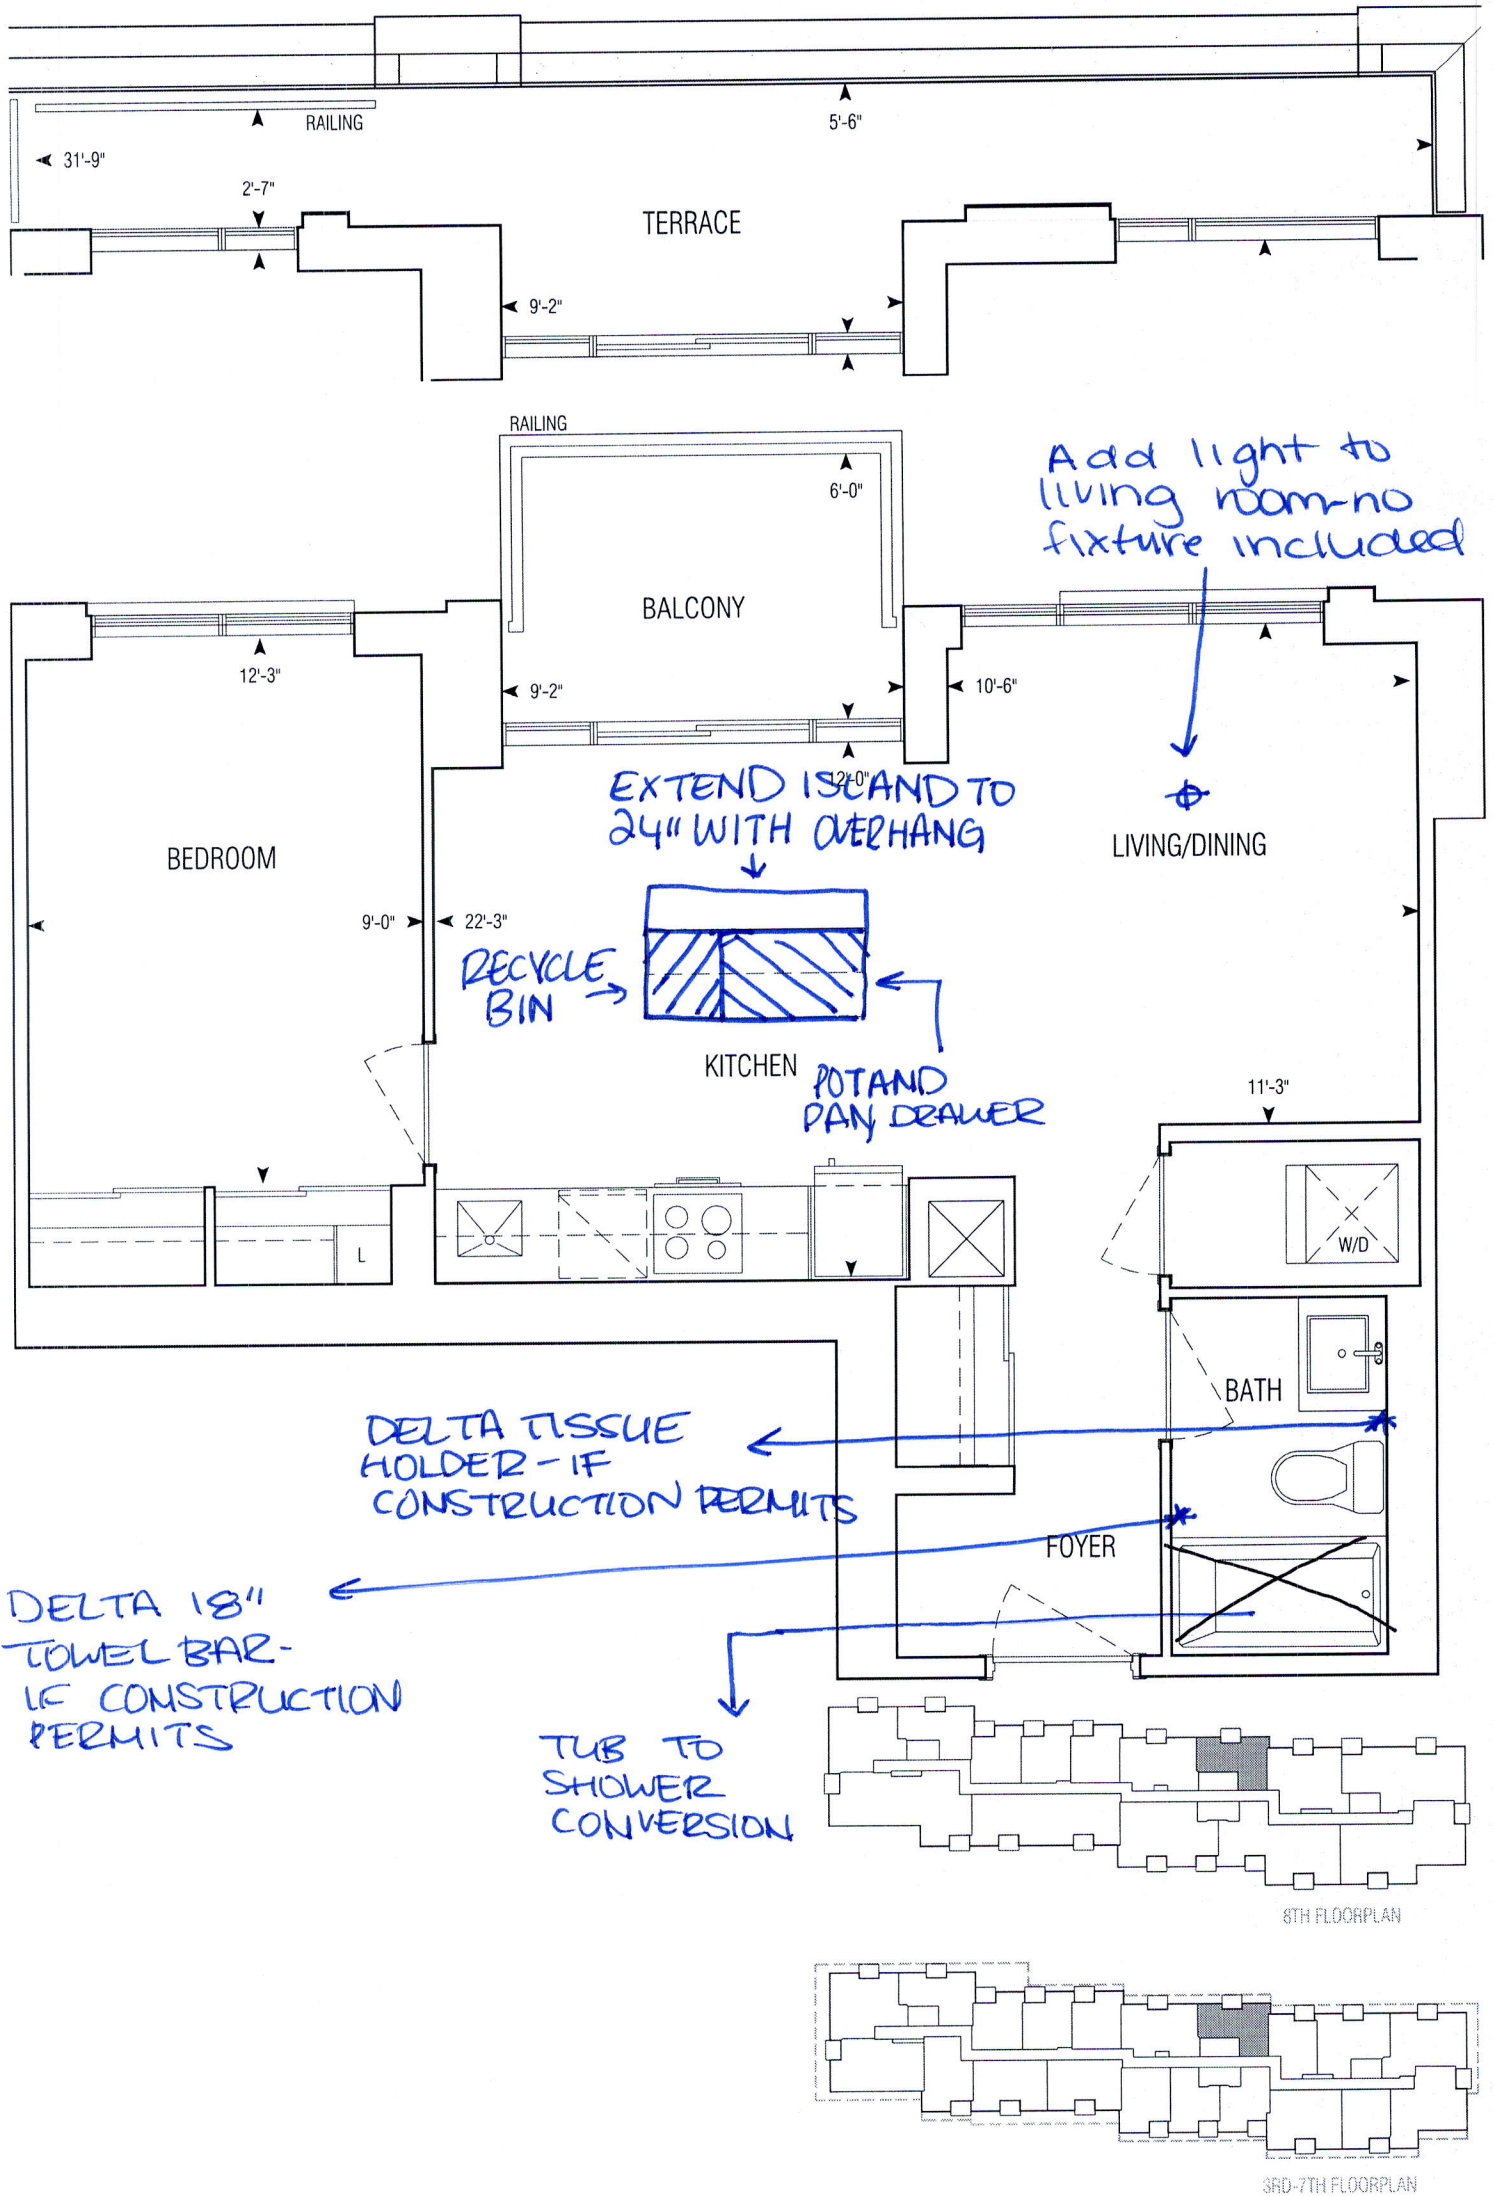 RAILING
5'-6"
31'-9"
2'-7"
TERRACE
9'-2"
RAILING
6'-0"
Add light to
living room-no
fixture included
BALCONY
12'-3"
9'-2"
10'-6"
12'-0"
EXTEND ISLAND TO
24" WITH OVERHANG
BEDROOM
LIVING/DINING
9'-0"
22'-3"
RECYCLE
BIN
KITCHEN
POT AND
PAN DRAWER
11'-3"
L
W/D
BATH
DELTA TISSUE
HOLDER-IF
CONSTRUCTION PERMITS
FOYER
DELTA 18"
TOWEL BAR-
IF CONSTRUCTION
PERMITS
TUB TO
SHOWER
CONVERSION
8TH FLOORPLAN
3RD-7TH FLOORPLAN